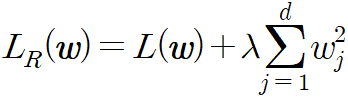 L_R(w) = L(w) + λ∑_{j=1}^{d} w_j^2